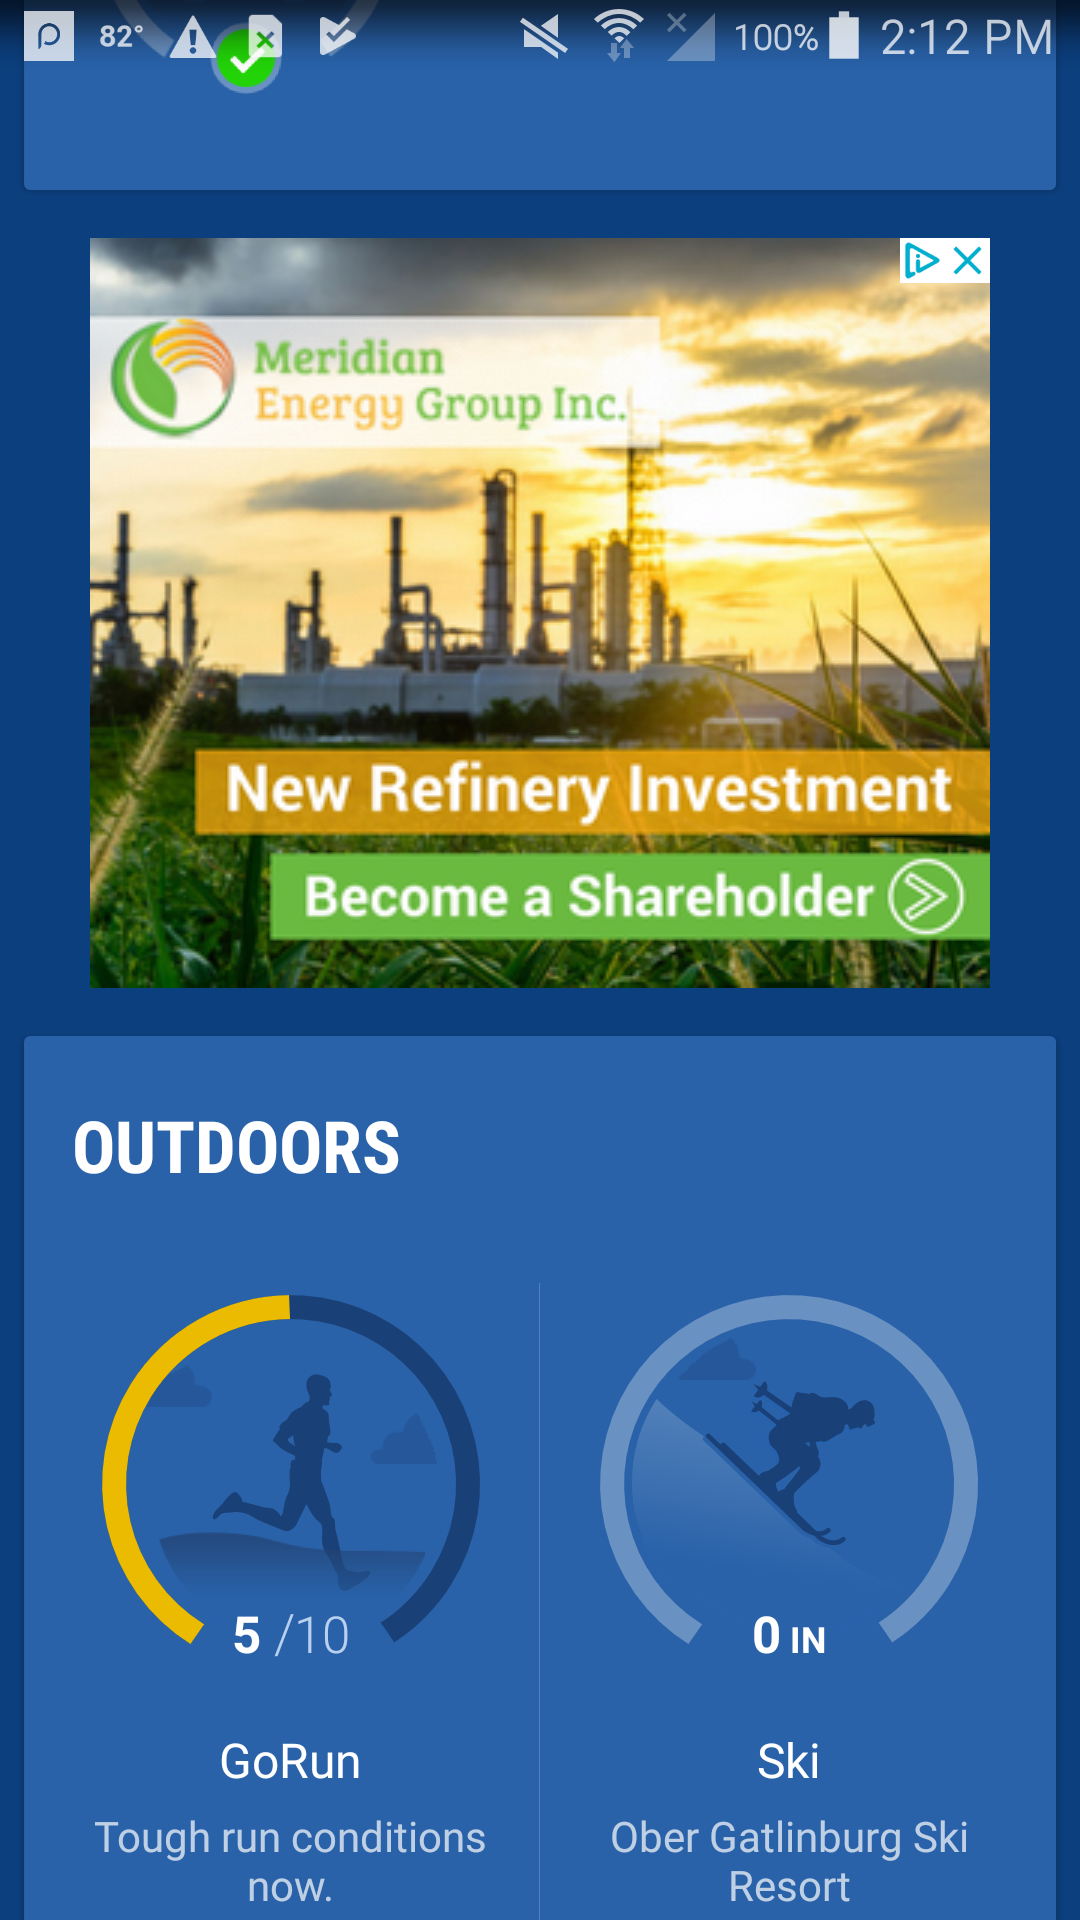 82° 100% 2:12 PM
Meridian
Energy Group Inc.
New Refinery Investment
Become a Shareholder
OUTDOORS
5 /10
0 IN
GoRun
Ski
Tough run conditions
now.
Ober Gatlinburg Ski
Resort